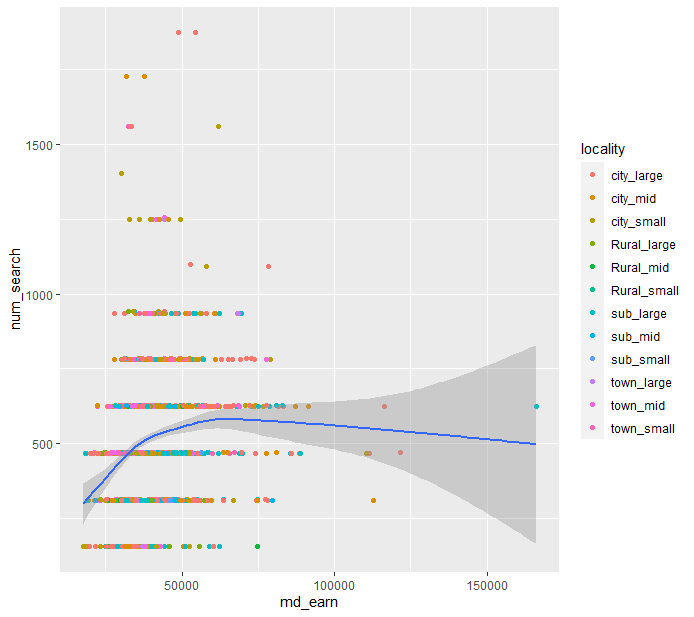 1500
1000
500
num_search
50000
100000
150000
md_earn
locality
city_large
city_mid
city_small
Rural_large
Rural_mid
Rural_small
sub_large
sub_mid
sub_small
town_large
town_mid
town_small